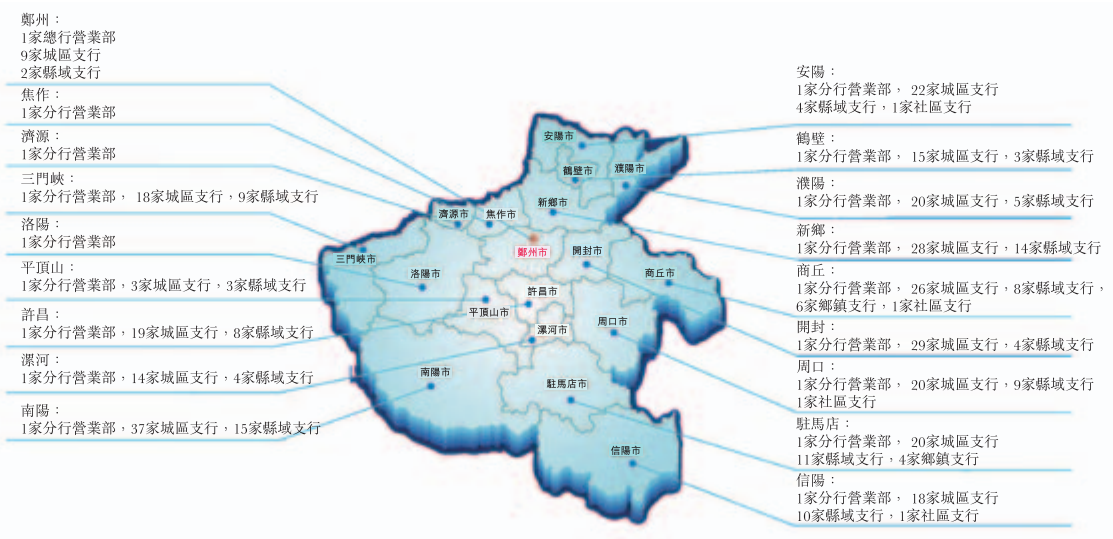 鄭州：
1家總行營業部
9家城區支行
2家縣域支行
焦作：
1家分行營業部
濟源：
1家分行營業部
三門峽：
1家分行營業部， 18家城區支行，9家縣域支行
洛陽：
1家分行營業部
平頂山：
1家分行營業部，3家城區支行，3家縣域支行
許昌：
1家分行營業部，19家城區支行，8家縣域支行
漯河：
1家分行營業部，14家城區支行，4家縣域支行
南陽：
1家分行營業部，37家城區支行，15家縣域支行
安陽市
鶴壁市
濮陽市
新鄉市
濟源市
焦作市
鄭州市
開封市
三門峽市
洛陽市
商丘市
許昌市
平頂山市
周口市
漯河市
南陽市
駐馬店市
信陽市
安陽：
1家分行營業部， 22家城區支行
4家縣域支行，1家社區支行
鶴壁：
1家分行營業部， 15家城區支行，3家縣域支行
濮陽：
1家分行營業部， 20家城區支行，5家縣域支行
新鄉：
1家分行營業部， 28家城區支行，14家縣域支行
商丘：
1家分行營業部， 26家城區支行，8家縣域支行，
6家鄉鎮支行，1家社區支行
開封：
1家分行營業部， 29家城區支行，4家縣域支行
周口：
1家分行營業部， 20家城區支行，9家縣域支行
1家社區支行
駐馬店：
1家分行營業部， 20家城區支行
11家縣域支行，4家鄉鎮支行
信陽：
1家分行營業部， 18家城區支行
10家縣域支行，1家社區支行